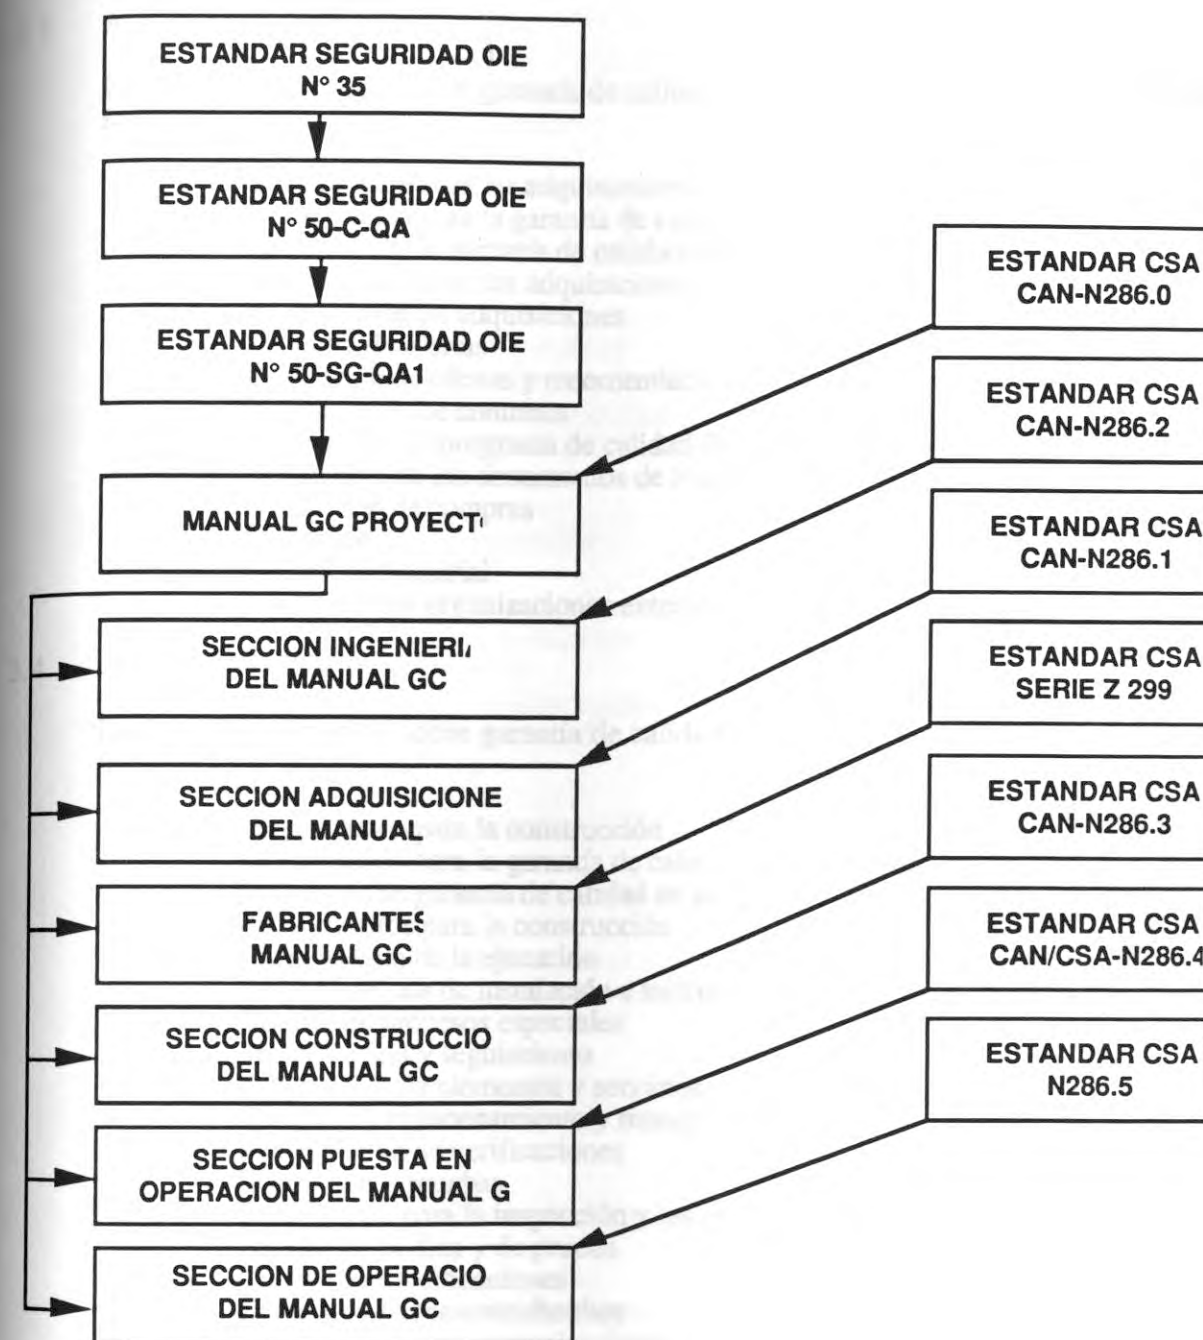 ESTANDAR SEGURIDAD OIE
N° 35
ESTANDAR SEGURIDAD OIE
N° 50-C-QA
ESTANDAR SEGURIDAD OIE
N° 50-SG-QA1
MANUAL GC PROYECT
SECCION INGENIERI
DEL MANUAL GC
SECCION ADQUISICIONE
DEL MANUAL
FABRICANTES
MANUAL GC
SECCION CONSTRUCCIO
DEL MANUAL GC
SECCION PUESTA EN
OPERACION DEL MANUAL G
SECCION DE OPERACIO
DEL MANUAL GC
ESTANDAR CSA
CAN-N286.0
ESTANDAR CSA
CAN-N286.2
ESTANDAR CSA
CAN-N286.1
ESTANDAR CSA
SERIE Z 299
ESTANDAR CSA
CAN-N286.3
ESTANDAR CSA
CAN/CSA-N286.4
ESTANDAR CSA
N286.5